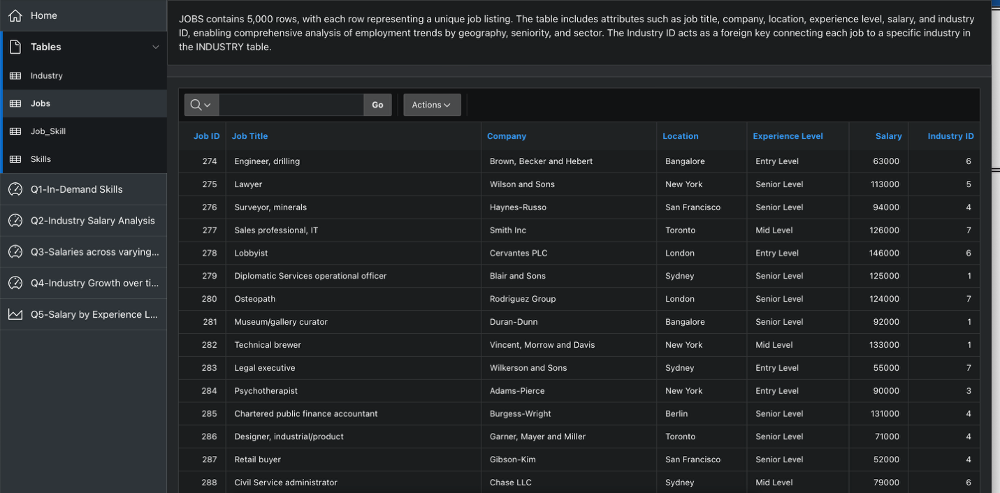 Home
Tables
Industry
Jobs
Job_Skill
Skills
Q1-In-Demand Skills
Q2-Industry Salary Analysis
Q3-Salaries across varying...
Q4-Industry Growth over ti...
Q5-Salary by Experience L...
JOBS contains 5,000 rows, with each row representing a unique job listing. The table includes attributes such as job title, company, location, experience level, salary, and industry
ID, enabling comprehensive analysis of employment trends by geography, seniority, and sector. The Industry ID acts as a foreign key connecting each job to a specific industry in
the INDUSTRY table.
Go Actions
Job ID Job Title Company Location Experience Level Salary Industry ID
274 Engineer, drilling Brown, Becker and Hebert Bangalore Entry Level 63000 6
275 Lawyer Wilson and Sons New York Senior Level 113000 5
276 Surveyor, minerals Haynes-Russo San Francisco Senior Level 94000 4
277 Sales professional, IT Smith Inc Toronto Mid Level 126000 7
278 Lobbyist Cervantes PLC London Entry Level 146000 6
279 Diplomatic Services operational officer Blair and Sons Sydney Senior Level 125000 1
280 Osteopath Rodriguez Group London Senior Level 124000 7
281 Museum/gallery curator Duran-Dunn Bangalore Senior Level 92000 1
282 Technical brewer Vincent, Morrow and Davis New York Mid Level 133000 1
283 Legal executive Wilkerson and Sons Sydney Entry Level 55000 7
284 Psychotherapist Adams-Pierce New York Entry Level 90000 3
285 Chartered public finance accountant Burgess-Wright Berlin Senior Level 131000 4
286 Designer, industrial/product Garner, Mayer and Miller Toronto Senior Level 71000 4
287 Retail buyer Gibson-Kim San Francisco Senior Level 52000 4
288 Civil Service administrator Chase LLC Sydney Mid Level 79000 6